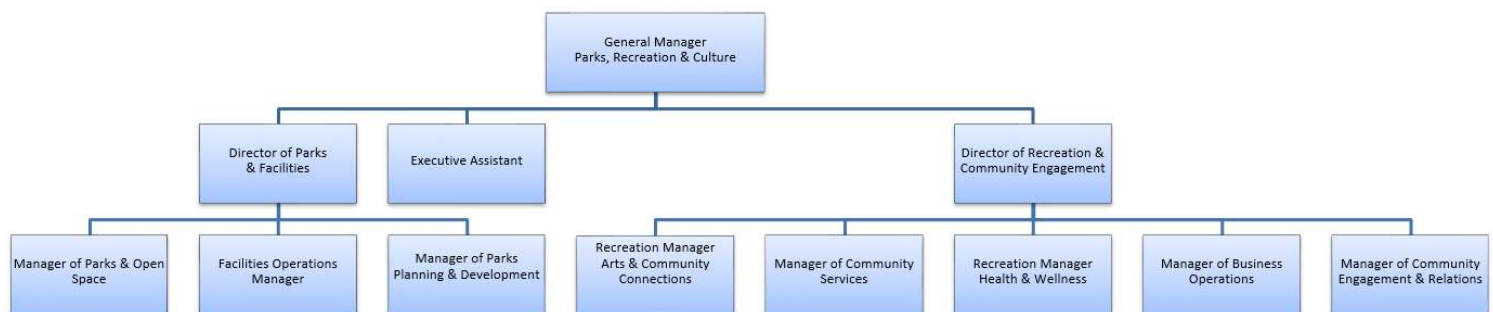 General Manager
Parks, Recreation & Culture
Director of Parks
& Facilities
Executive Assistant
Director of Recreation &
Community Engagement
Manager of Parks & Open
Space
Facilities Operations
Manager
Manager of Parks
Planning & Development
Recreation Manager
Arts & Community
Connections
Manager of Community
Services
Recreation Manager
Health & Wellness
Manager of Business
Operations
Manager of Community
Engagement & Relations